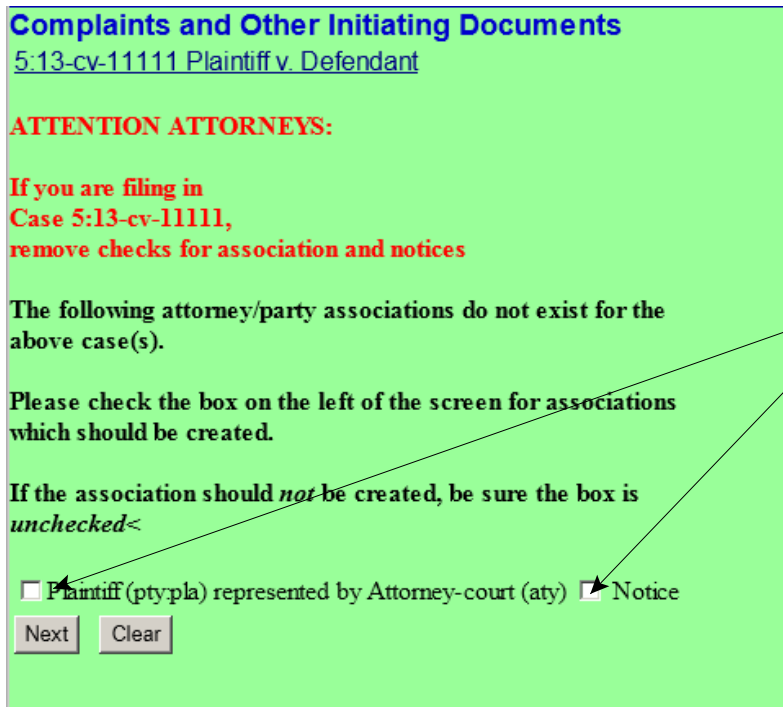 Complaints and Other Initiating Documents
5:13-cv-11111 Plaintiff v. Defendant
ATTENTION ATTORNEYS:
If you are filing in
Case 5:13-cv-11111,
remove checks for association and notices
The following attorney/party associations do not exist for the
above case(s).
Please check the box on the left of the screen for associations
which should be created.
If the association should not be created, be sure the box is
unchecked<
Plaintiff (pty:pla) represented by Attorney-court (aty) Notice
Next Clear